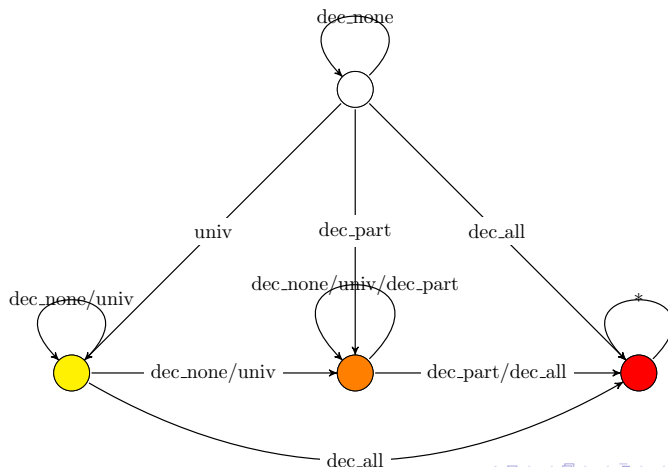 dec_none
univ
dec_part
dec_all
dec_none/univ
dec_none/univ/dec_part
*
dec_none/univ
dec_part/dec_all
dec_all